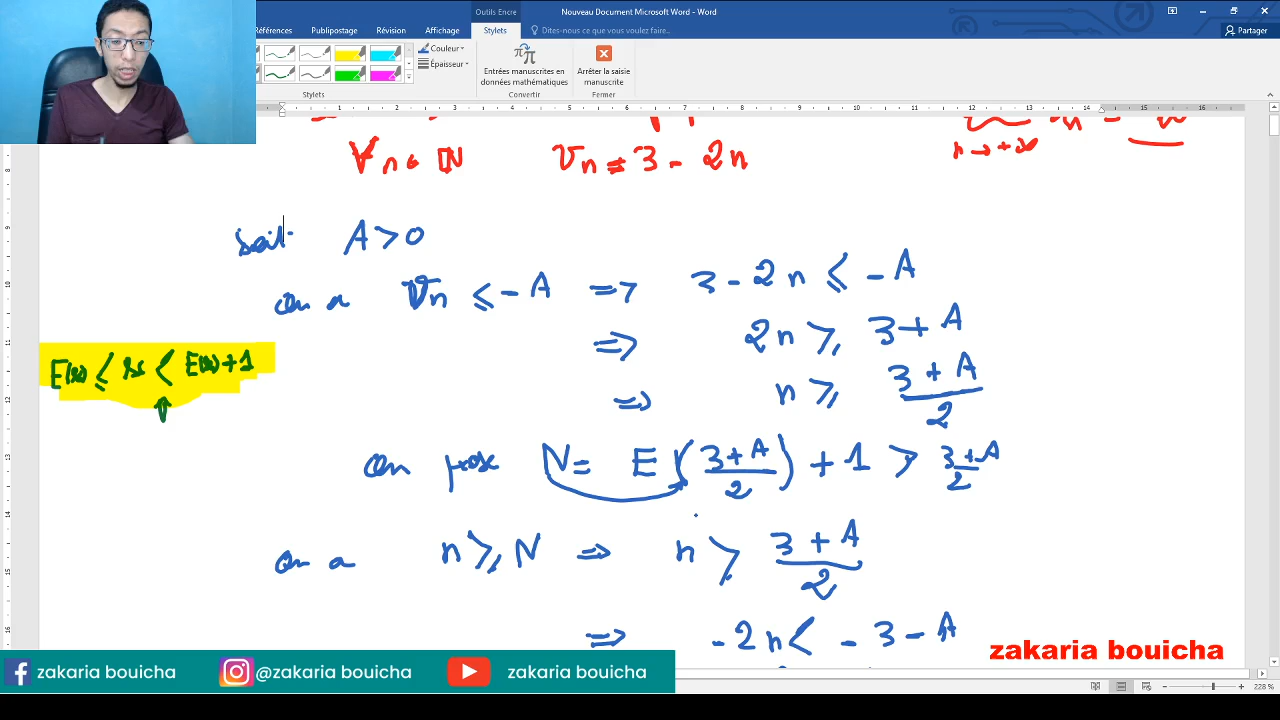 Outils Encre
Nouveau Document Microsoft Word - Word
Références Publipostage Révision Affichage Stylets Dites-nous ce que vous voulez faire... Partager
Couleur
Épaisseur
Entrées manuscrites en données mathématiques
Arrêter la saisie manuscrite
Stylets Convertir Fermer
n → +∞
∀n ∈ ℕ Vn = 3 - 2n
Soit A > 0
on a Vn ≤ -A => 3 - 2n ≤ -A
=> 2n ≥ 3 + A
E(x) ≤ x < E(x) + 1
=> n ≥ (3 + A)/2
on pose N = E((3+A)/2) + 1 > (3+A)/2
on a n ≥ N => n > (3 + A)/2
=> -2n < -3 - A
zakaria bouicha
zakaria bouicha @zakaria bouicha zakaria bouicha
228 %